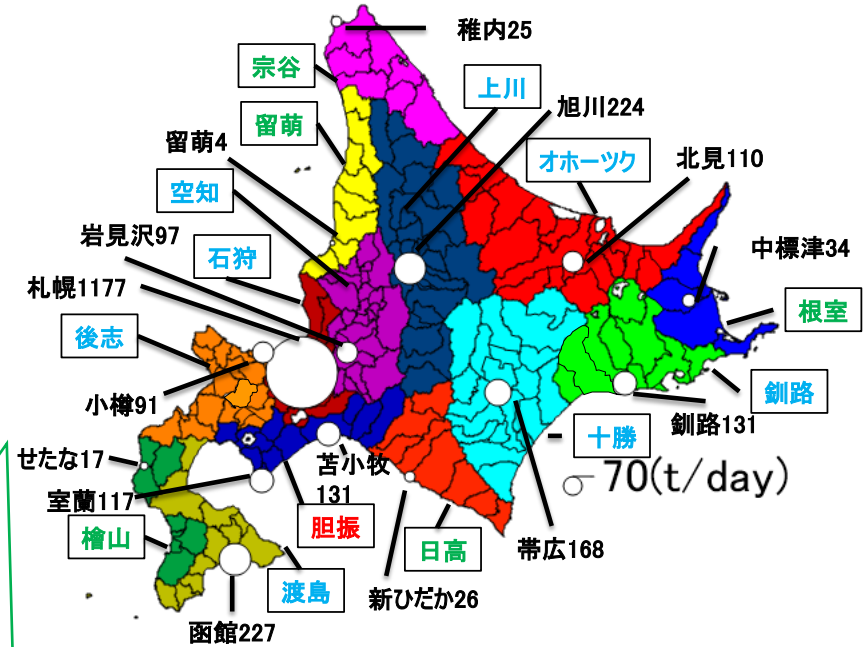 稚内25
宗谷
上川
留萌
旭川224
留萌4
オホーツク
北見110
空知
岩見沢97
石狩
中標津34
札幌1177
根室
後志
小樽91
釧路
釧路131
十勝
せたな17
苫小牧
131
70(t/day)
室蘭117
胆振
檜山
日高
帯広168
渡島
新ひだか26
函館227